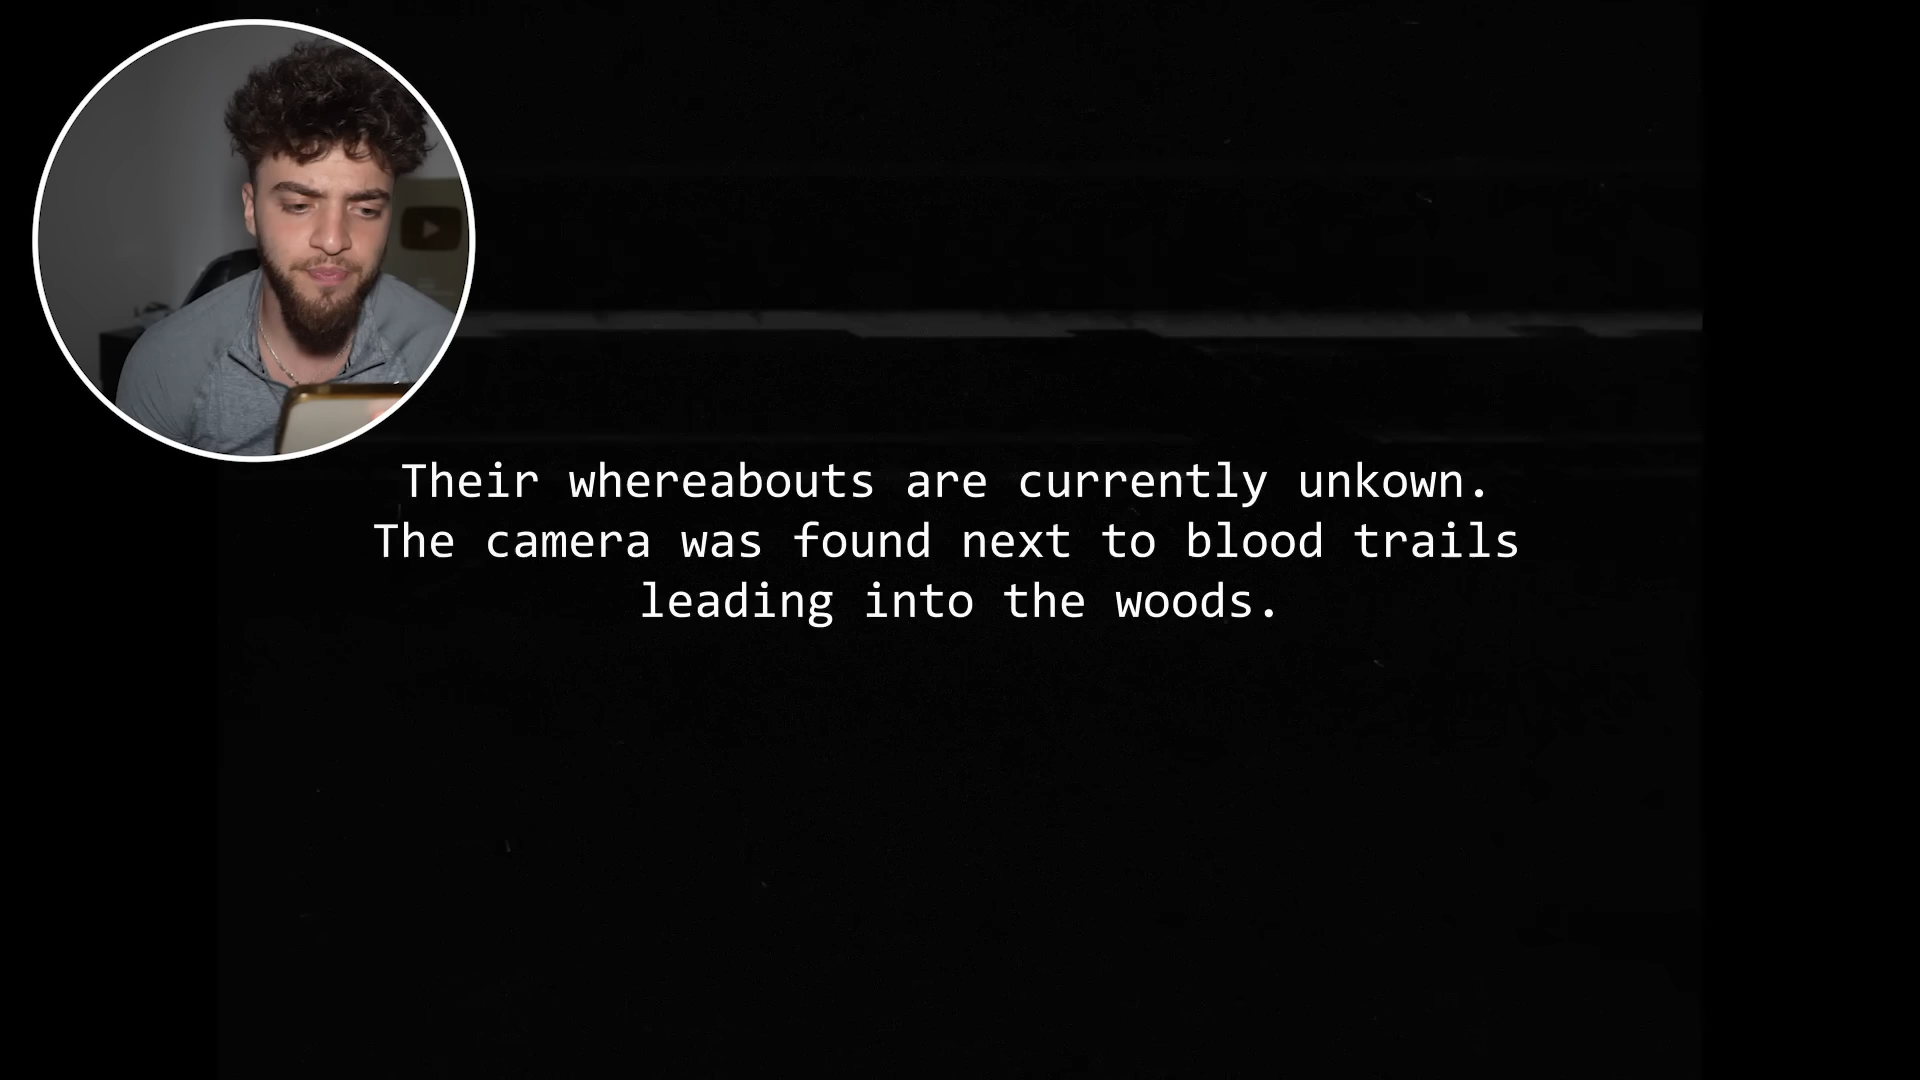 Their whereabouts are currently unkown.
The camera was found next to blood trails
leading into the woods.